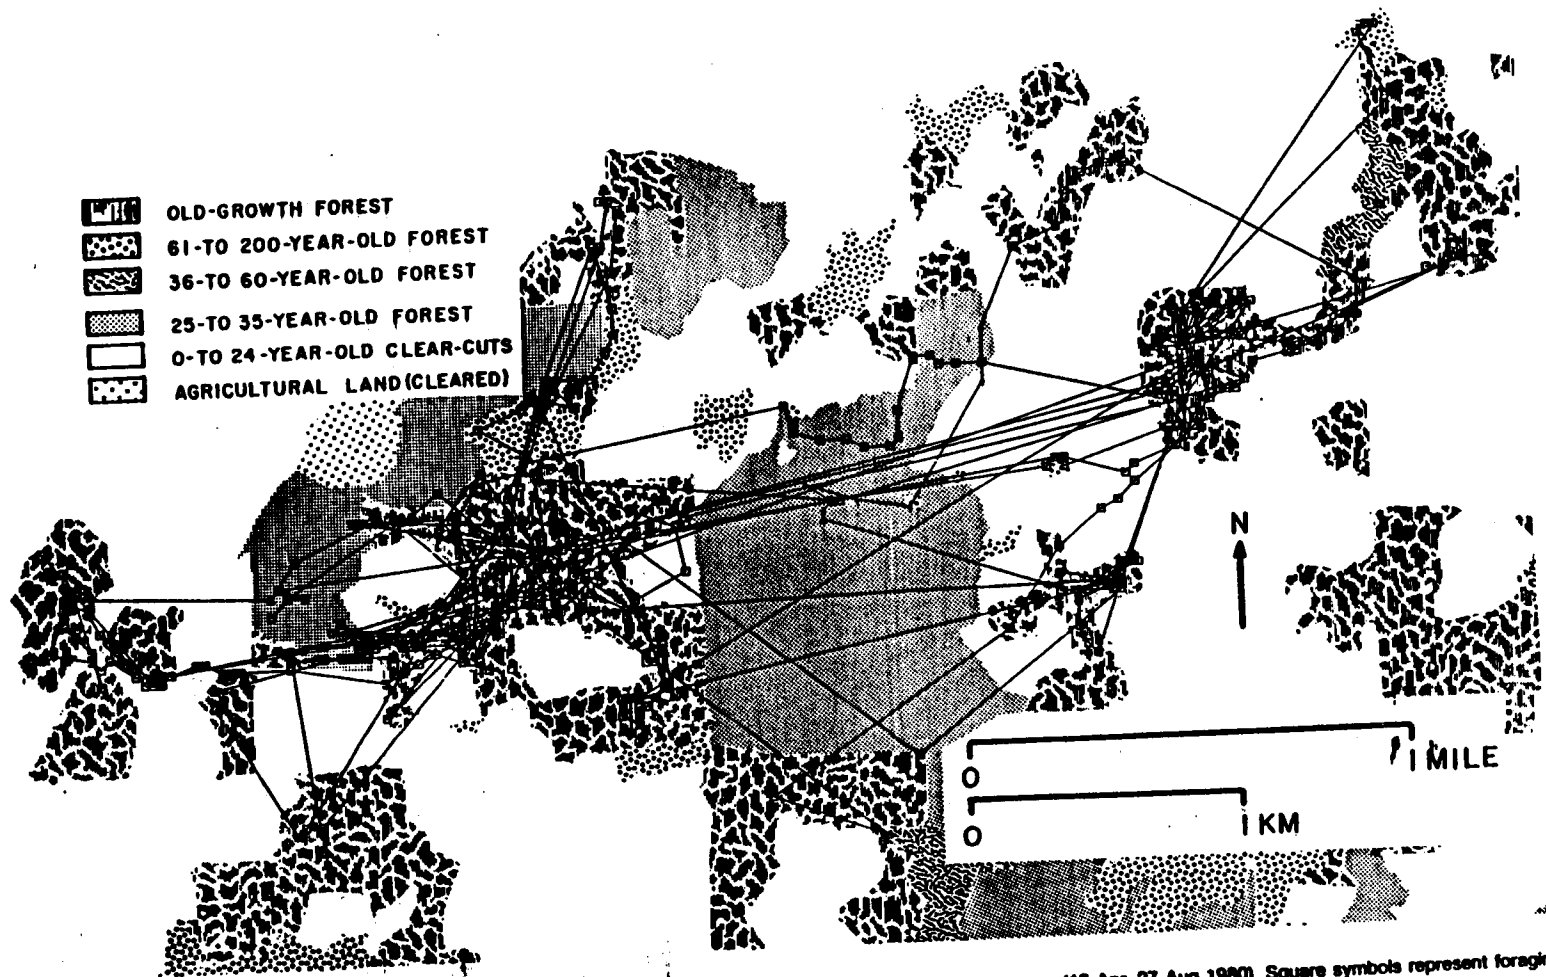 OLD-GROWTH FOREST
61-TO 200-YEAR-OLD FOREST
36-TO 60-YEAR-OLD FOREST
25-TO 35-YEAR-OLD FOREST
0-TO 24-YEAR-OLD CLEAR-CUTS
AGRICULTURAL LAND (CLEARED)
N
0 1 MILE
0 1 KM
27 Aug 1980). Square symbols represent